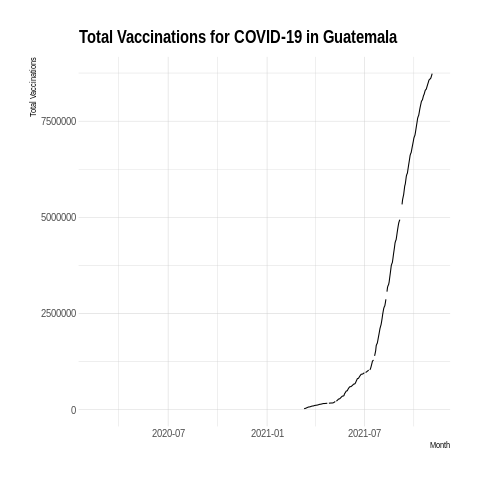 Total Vaccinations for COVID-19 in Guatemala
Total Vaccinations
7500000
5000000
2500000
0
2020-07 2021-01 2021-07
Month